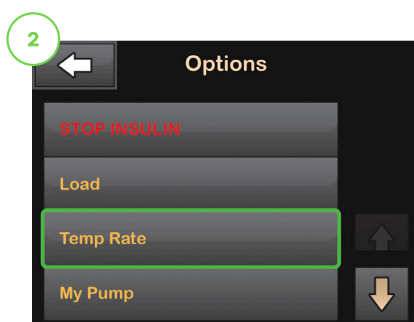 2
Options
STOP INSULIN
Load
Temp Rate
My Pump